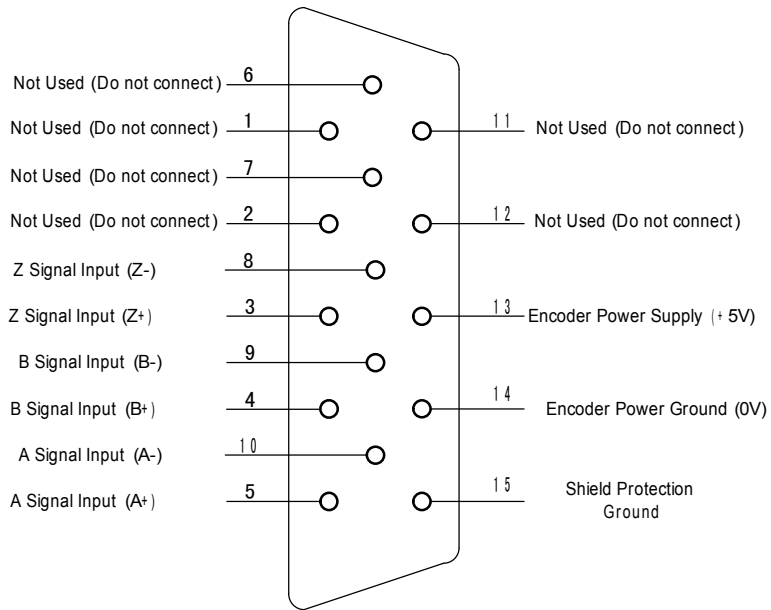 Not Used (Do not connect) 6
Not Used (Do not connect) 1
11 Not Used (Do not connect)
Not Used (Do not connect) 7
Not Used (Do not connect) 2
12 Not Used (Do not connect)
Z Signal Input (Z-) 8
Z Signal Input (Z+) 3
13 Encoder Power Supply (+5V)
B Signal Input (B-) 9
B Signal Input (B+) 4
14 Encoder Power Ground (0V)
A Signal Input (A-) 10
A Signal Input (A+) 5
15 Shield Protection
Ground